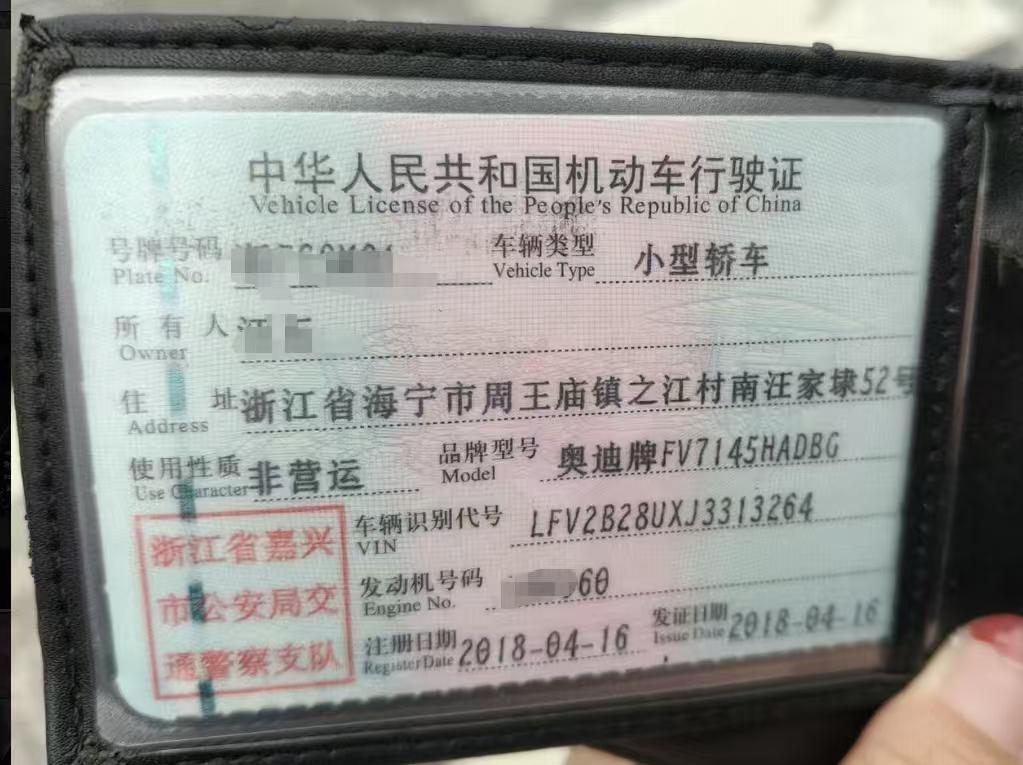 中华人民共和国机动车行驶证
Vehicle License of the People's Republic of China
号牌号码 车辆类型 小型轿车
Plate No. Vehicle Type
所有人
Owner
住址 浙江省海宁市周王庙镇之江村南汪家埭52号
Address
使用性质 非营运 品牌型号 奥迪牌FV7145HADBG
Use Character Model
浙江省嘉兴
市公安局交
通警察支队
车辆识别代号 LFV2B28UXJ3313264
VIN
发动机号码 60
Engine No.
注册日期 2018-04-16 发证日期 2018-04-16
Register Date Issue Date